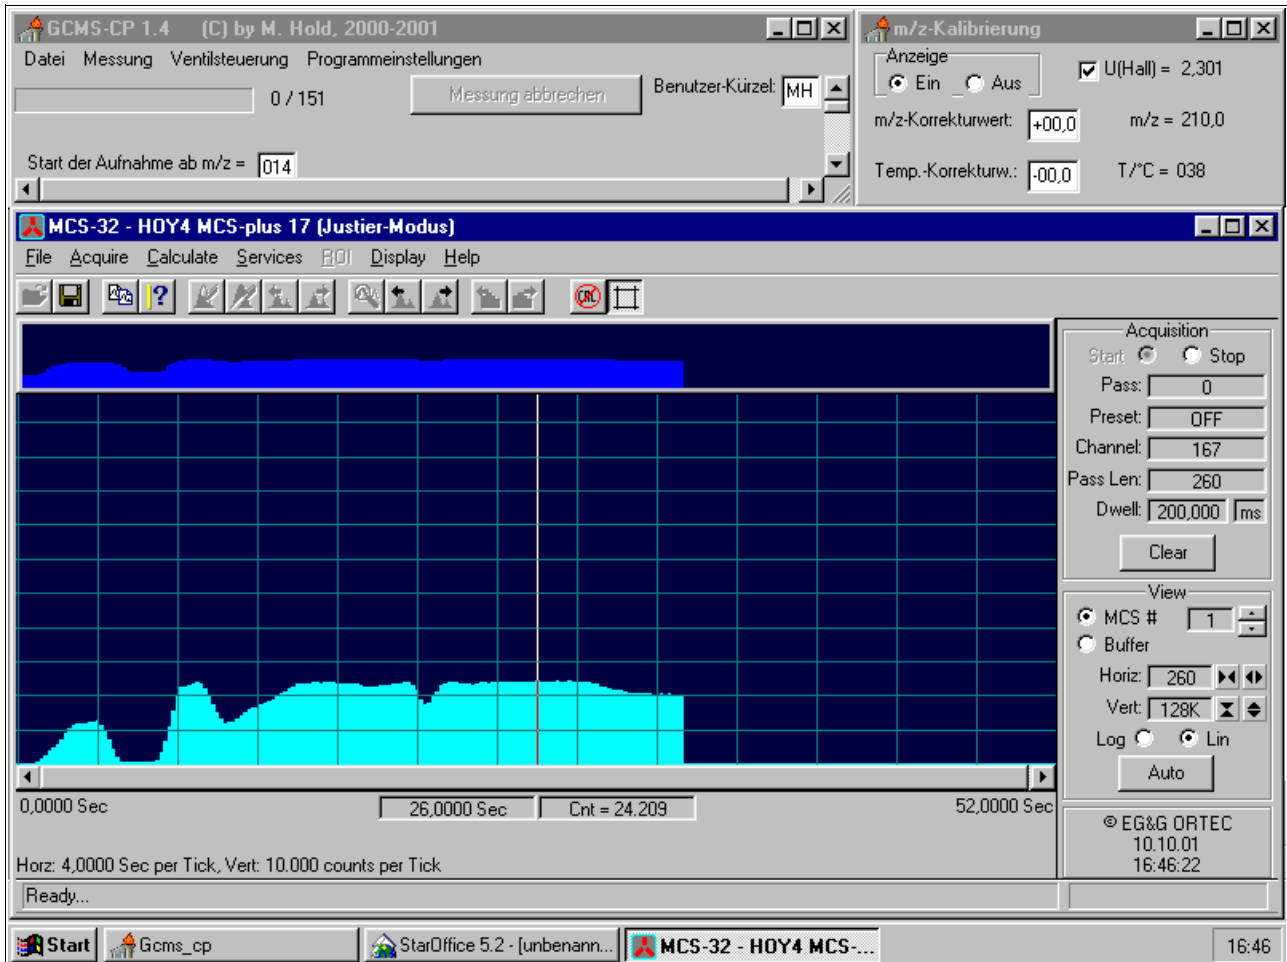 GCMS-CP 1.4 (C) by M. Hold, 2000-2001
Datei Messung Ventilsteuerung Programmeinstellungen
0 / 151
Messung abbrechen
Benutzer-Kürzel: MH
Start der Aufnahme ab m/z = 014
m/z-Kalibrierung
Anzeige
Ein Aus
U(Hall) = 2,301
m/z-Korrekturwert: +00,0 m/z = 210,0
Temp.-Korrekturw.: -00,0 T/°C = 038
MCS-32 - HOY4 MCS-plus 17 (Justier-Modus)
File Acquire Calculate Services ROI Display Help
CAL
Acquisition
Start Stop
Pass: 0
Preset: OFF
Channel: 167
Pass Len: 260
Dwell: 200,000 ms
Clear
View
MCS # 1
Buffer
Horiz: 260
Vert: 128K
Log Lin
Auto
0,0000 Sec 26,0000 Sec Cnt = 24.209 52,0000 Sec
© EG&G ORTEC
10.10.01
16:46:22
Horz: 4,0000 Sec per Tick, Vert: 10.000 counts per Tick
Ready...
Start Gcms_cp StarOffice 5.2 - [unbenann... MCS-32 - HOY4 MCS-... 16:46